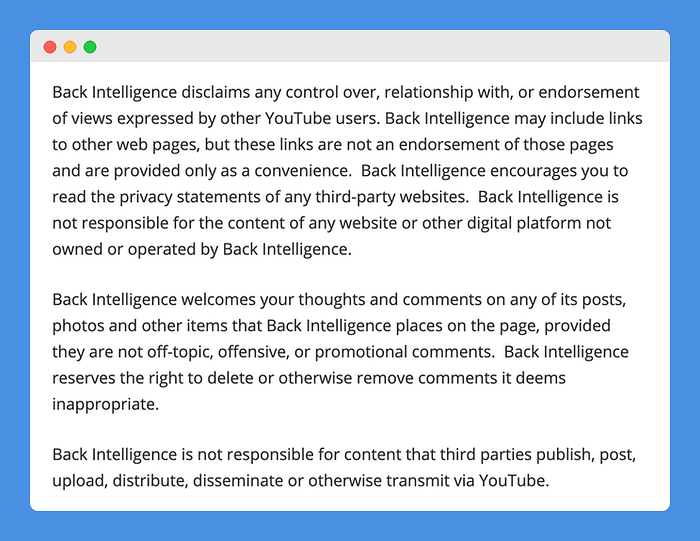 Back Intelligence disclaims any control over, relationship with, or endorsement
of views expressed by other YouTube users. Back Intelligence may include links
to other web pages, but these links are not an endorsement of those pages
and are provided only as a convenience.  Back Intelligence encourages you to
read the privacy statements of any third-party websites.  Back Intelligence is
not responsible for the content of any website or other digital platform not
owned or operated by Back Intelligence.
Back Intelligence welcomes your thoughts and comments on any of its posts,
photos and other items that Back Intelligence places on the page, provided
they are not off-topic, offensive, or promotional comments.  Back Intelligence
reserves the right to delete or otherwise remove comments it deems
inappropriate.
Back Intelligence is not responsible for content that third parties publish, post,
upload, distribute, disseminate or otherwise transmit via YouTube.